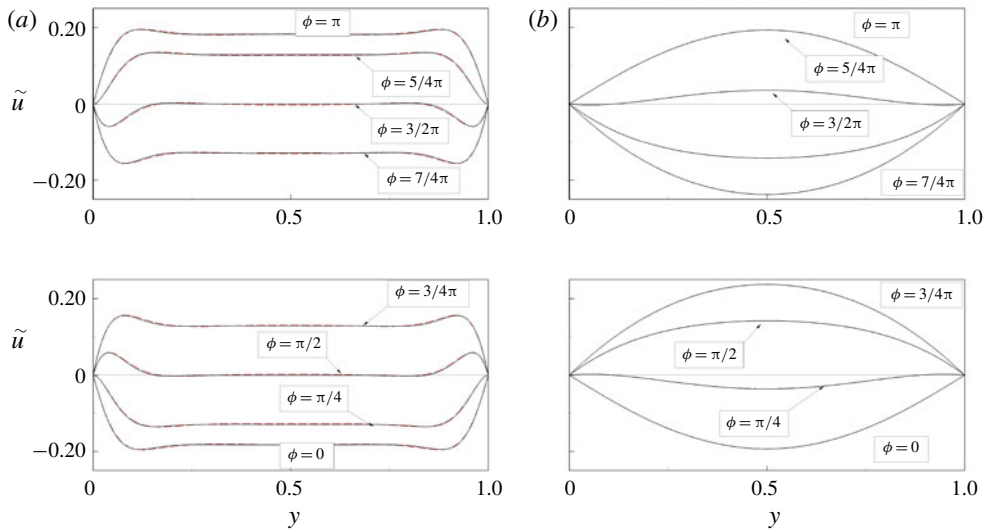 (a)
0.20
0
−0.20
ũ
ϕ = π
ϕ = 5/4π
ϕ = 3/2π
ϕ = 7/4π
0
0.5
1.0
(b)
ϕ = π
ϕ = 5/4π
ϕ = 3/2π
ϕ = 7/4π
0
0.5
1.0
0.20
0
−0.20
ũ
ϕ = 3/4π
ϕ = π/2
ϕ = π/4
ϕ = 0
0
0.5
1.0
y
ϕ = 3/4π
ϕ = π/2
ϕ = π/4
ϕ = 0
0
0.5
1.0
y